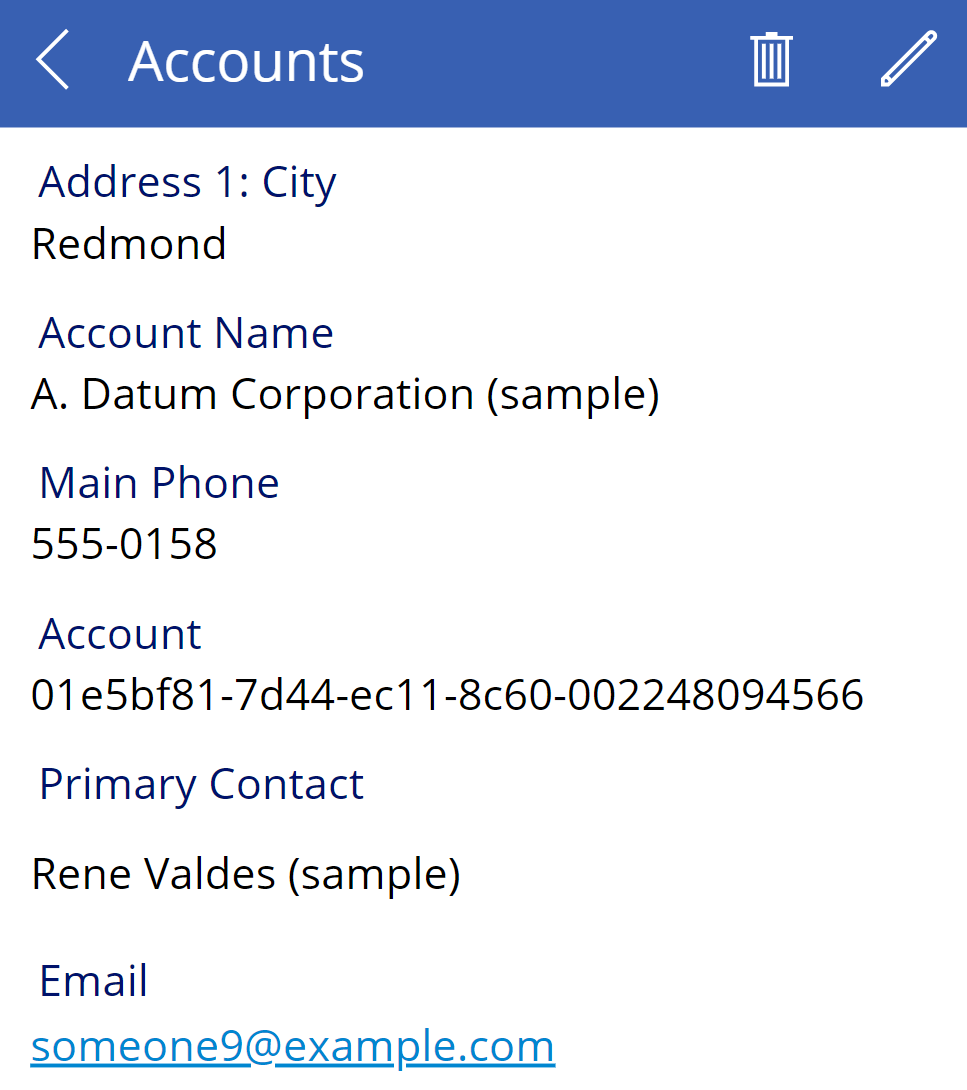 Accounts
Address 1: City
Redmond
Account Name
A. Datum Corporation (sample)
Main Phone
555-0158
Account
01e5bf81-7d44-ec11-8c60-002248094566
Primary Contact
Rene Valdes (sample)
Email
someone9@example.com